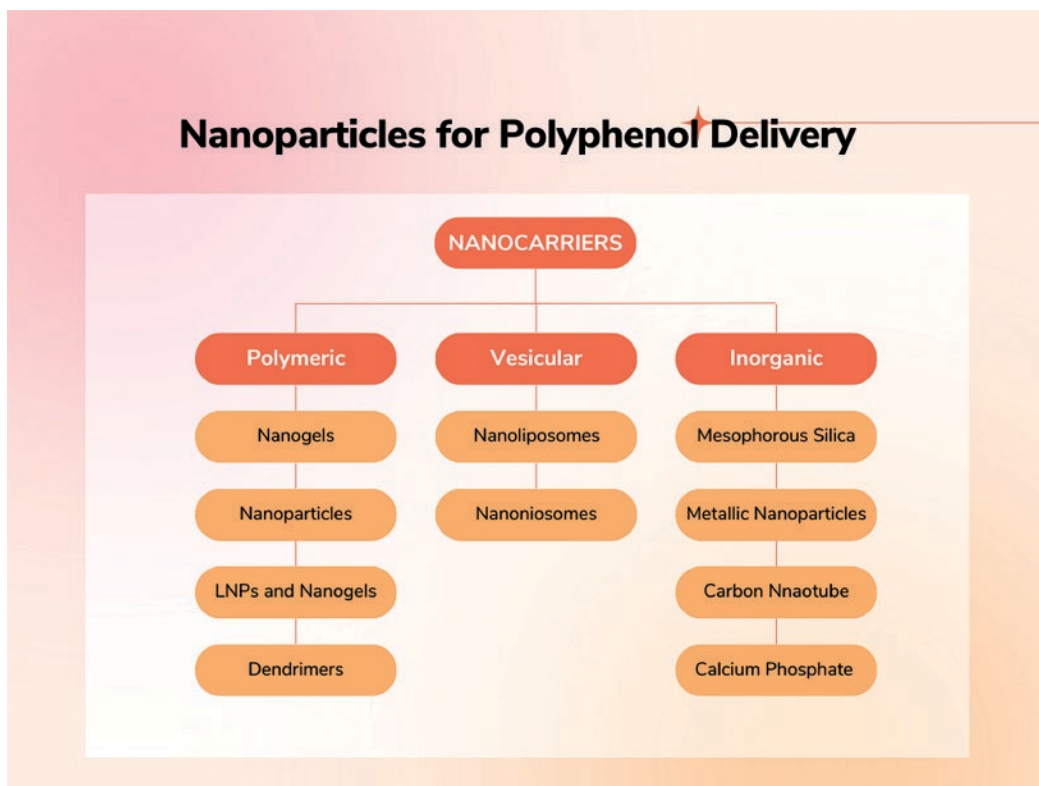 Nanoparticles for Polyphenol Delivery
NANOCARRIERS
Polymeric
Vesicular
Inorganic
Nanogels
Nanoliposomes
Mesophorous Silica
Nanoparticles
Nanoniosomes
Metallic Nanoparticles
LNPs and Nanogels
Carbon Nnaotube
Dendrimers
Calcium Phosphate